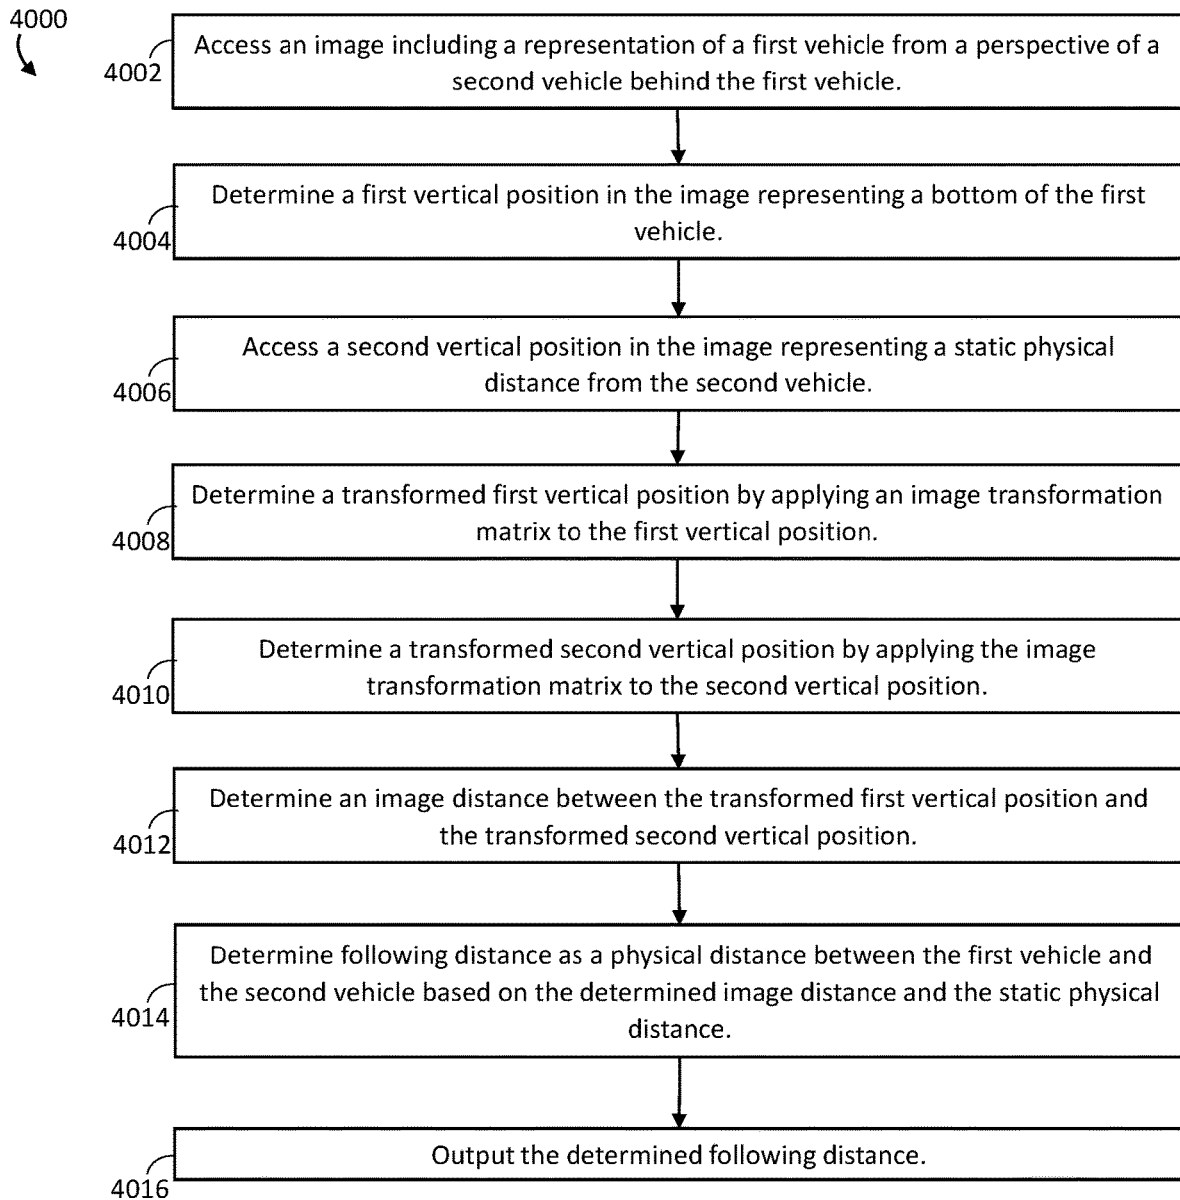 4000
4002
Access an image including a representation of a first vehicle from a perspective of a
second vehicle behind the first vehicle.
4004
Determine a first vertical position in the image representing a bottom of the first
vehicle.
4006
Access a second vertical position in the image representing a static physical
distance from the second vehicle.
4008
Determine a transformed first vertical position by applying an image transformation
matrix to the first vertical position.
4010
Determine a transformed second vertical position by applying the image
transformation matrix to the second vertical position.
4012
Determine an image distance between the transformed first vertical position and
the transformed second vertical position.
4014
Determine following distance as a physical distance between the first vehicle and
the second vehicle based on the determined image distance and the static physical
distance.
4016
Output the determined following distance.